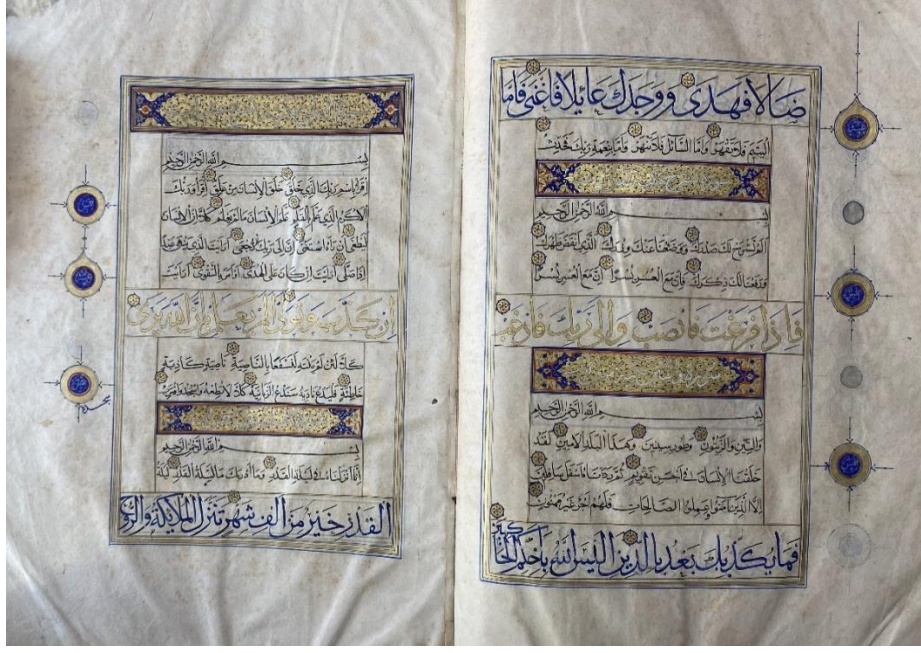 ضالا فهدى ووجدك عائلا فاغنى فاما
اليتيم فلا تقهر واما السائل فلا تنهر واما بنعمة ربك فحدث
بسم الله الرحمن الرحيم
الم نشرح لك صدرك ووضعنا عنك وزرك الذى انقض ظهرك
ورفعنا لك ذكرك فان مع العسر يسرا ان مع العسر يسرا
فاذا فرغت فانصب والى ربك فارغب
بسم الله الرحمن الرحيم
والتين والزيتون وطور سينين وهذا البلد الامين لقد
خلقنا الانسان فى احسن تقويم ثم رددناه اسفل سافلين
الا الذين آمنوا وعملوا الصالحات فلهم اجر غير ممنون
فما يكذبك بعد بالدين اليس الله باحكم الحاكمين
بسم الله الرحمن الرحيم
اقرا باسم ربك الذى خلق خلق الانسان من علق اقرا وربك
الاكرم الذى علم بالقلم علم الانسان ما لم يعلم كلا ان الانسان
ليطغى ان رآه استغنى ان الى ربك الرجعى ارايت الذى ينهى عبدا
اذا صلى ارايت ان كان على الهدى او امر بالتقوى ارايت
ان كذب وتولى الم يعلم بان الله يرى
كلا لئن لم ينته لنسفعا بالناصية ناصية كاذبة
خاطئة فليدع ناديه سندع الزبانية كلا لا تطعه واسجد واقترب
بسم الله الرحمن الرحيم
انا انزلناه فى ليلة القدر وما ادريك ما ليلة القدر ليلة
القدر خير من الف شهر تنزل الملائكة والروح